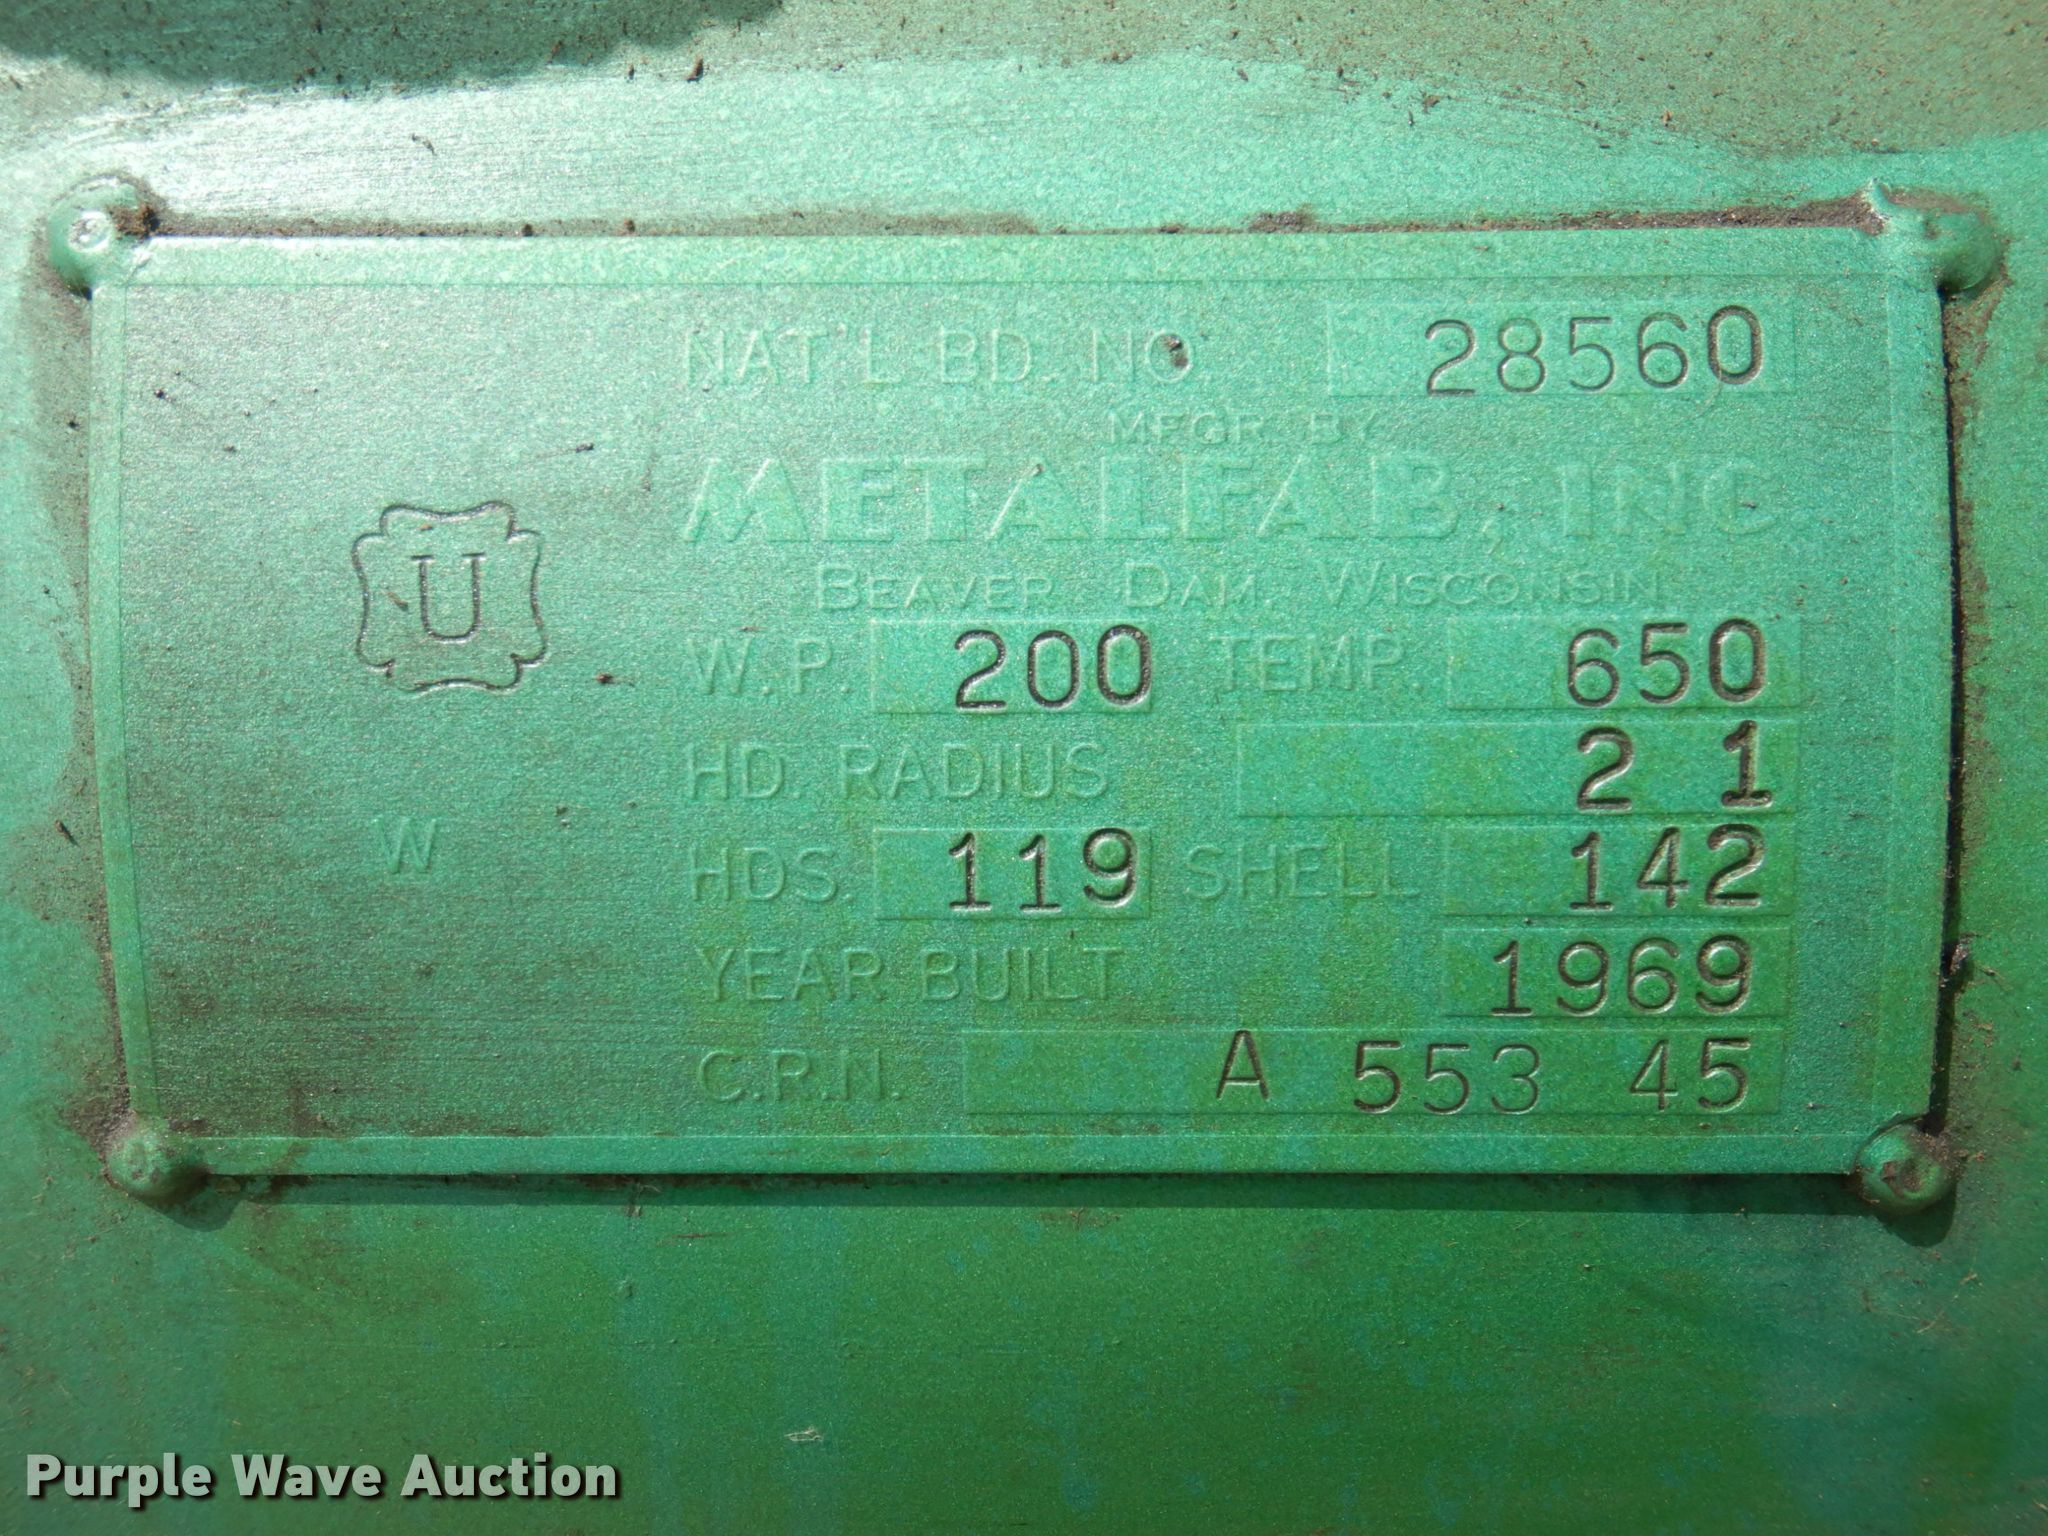 NAT'L BD. NO. 28560
MFGR BY
METALFAB, INC
BEAVER DAM, WISCONSIN
U
W.P. 200 TEMP. 650
HD. RADIUS 2 1
W
HDS. 119 SHELL 142
YEAR BUILT 1969
C.R.N. A 553 45
Purple Wave Auction